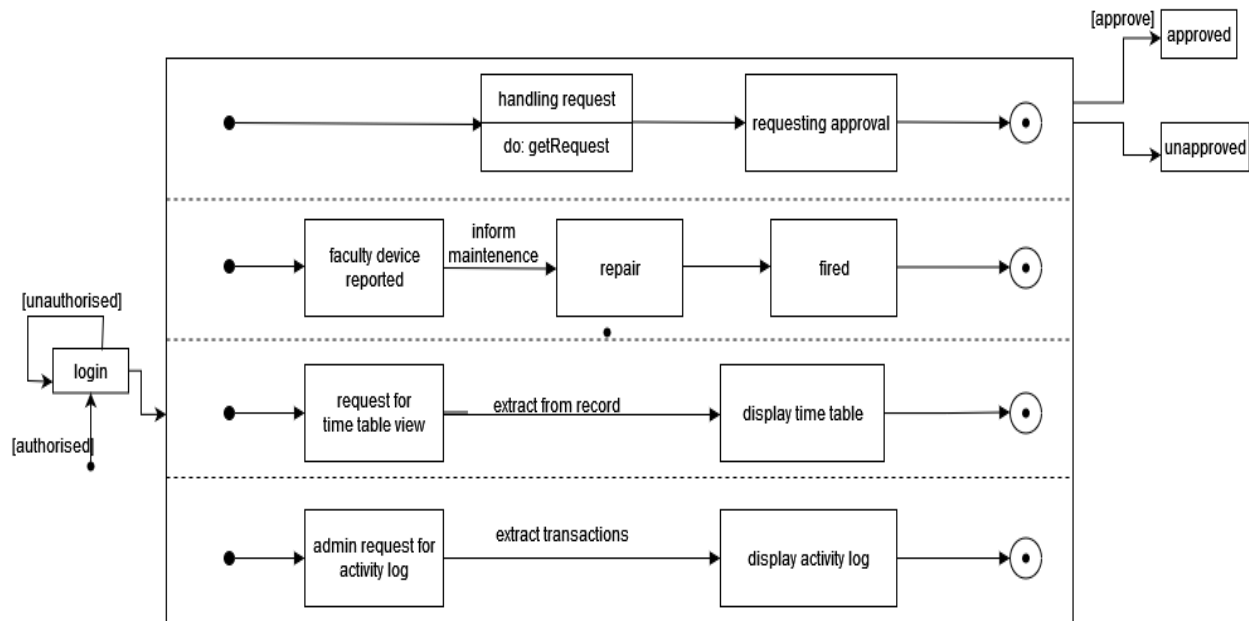 [approve]
approved
handling request
do: getRequest
requesting approval
unapproved
faculty device
reported
inform
maintenence
repair
fired
[unauthorised]
login
[authorised]
request for
time table view
extract from record
display time table
admin request for
activity log
extract transactions
display activity log